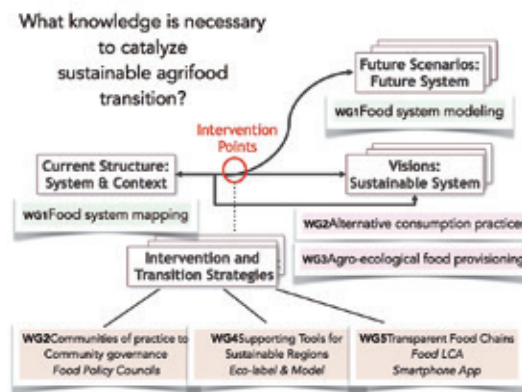 What knowledge is necessary
to catalyze
sustainable agrifood
transition?
Future Scenarios:
Future System
WG1Food system modeling
Intervention
Points
Current Structure:
System & Context
Visions:
Sustainable System
WG1Food system mapping
WG2Alternative consumption practices
WG3Agro-ecological food provisioning
Intervention and
Transition Strategies
WG2Communities of practice to
Community governance
Food Policy Councils
WG4Supporting Tools for
Sustainable Regions
Eco-label & Model
WG5Transparent Food Chains
Food LCA
Smartphone App